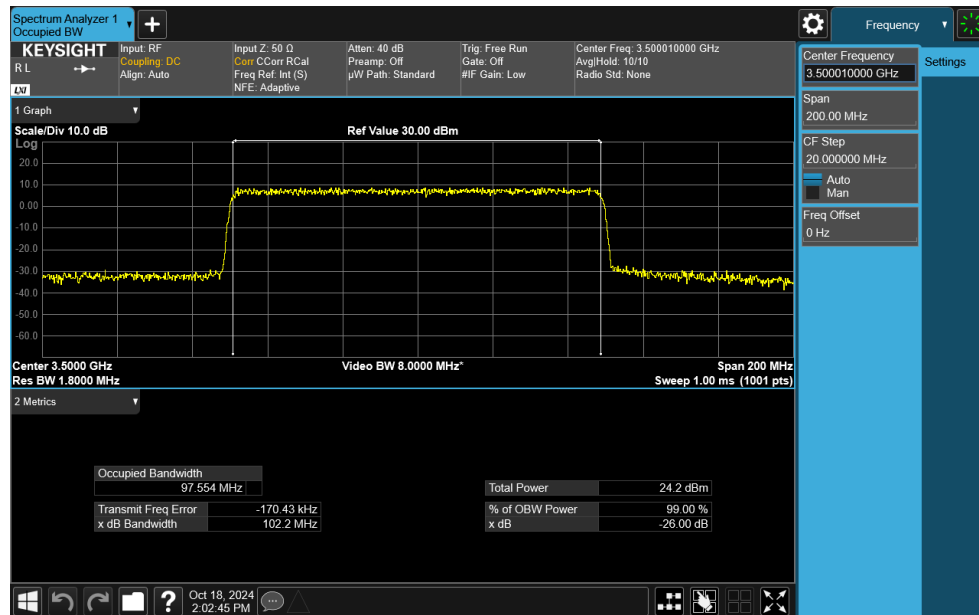 Spectrum Analyzer 1
Occupied BW
+
Frequency
KEYSIGHT
R L
LXI
Input: RF
Coupling: DC
Align: Auto
Input Z: 50 Ω
Corr CCorr RCal
Freq Ref: Int (S)
NFE: Adaptive
Atten: 40 dB
Preamp: Off
µW Path: Standard
Trig: Free Run
Gate: Off
#IF Gain: Low
Center Freq: 3.500010000 GHz
Avg|Hold: 10/10
Radio Std: None
Center Frequency
3.500010000 GHz
Settings
Span
200.00 MHz
CF Step
20.000000 MHz
Auto
Man
Freq Offset
0 Hz
1 Graph
Scale/Div 10.0 dB
Ref Value 30.00 dBm
Log
20.0
10.0
0.00
-10.0
-20.0
-30.0
-40.0
-50.0
-60.0
Center 3.5000 GHz
Video BW 8.0000 MHz*
Span 200 MHz
Res BW 1.8000 MHz
Sweep 1.00 ms (1001 pts)
2 Metrics
Occupied Bandwidth
97.554 MHz
Total Power 24.2 dBm
Transmit Freq Error -170.43 kHz
% of OBW Power 99.00 %
x dB Bandwidth 102.2 MHz
x dB -26.00 dB
?
Oct 18, 2024
2:02:45 PM